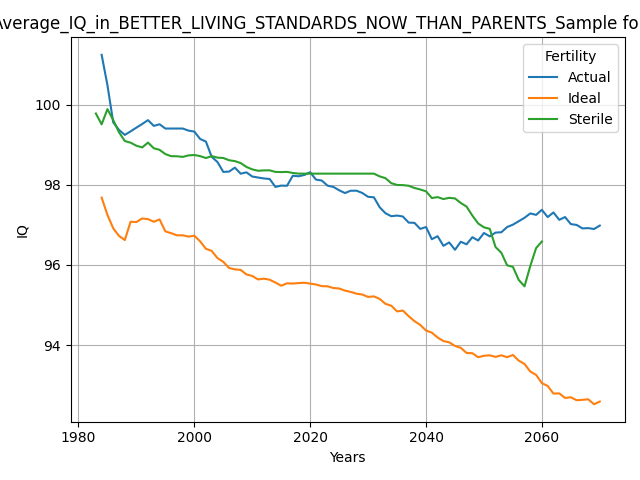 Average_IQ_in_BETTER_LIVING_STANDARDS_NOW_THAN_PARENTS_Sample fo
Fertility
Actual
Ideal
Sterile
100
98
96
94
IQ
1980
2000
2020
2040
2060
Years